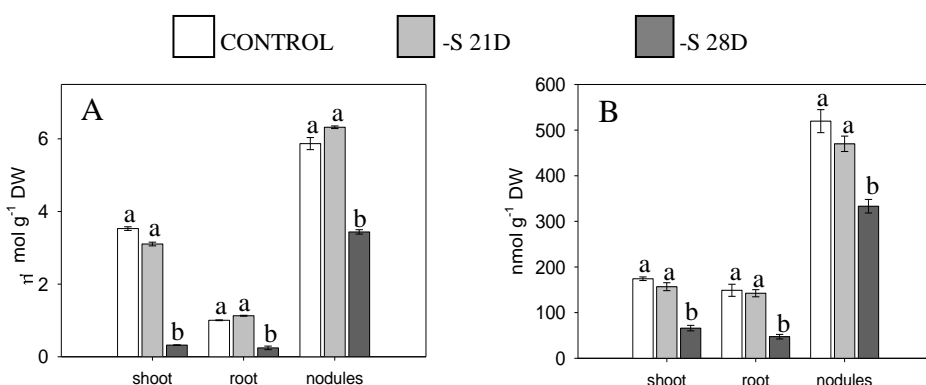 CONTROL -S 21D -S 28D
A
6
4
2
0
mol g⁻¹ DW
a a a a a a
b b b
shoot root nodules
B
600
500
400
300
200
100
0
nmol g⁻¹ DW
a a a a a a
b b b
shoot root nodules